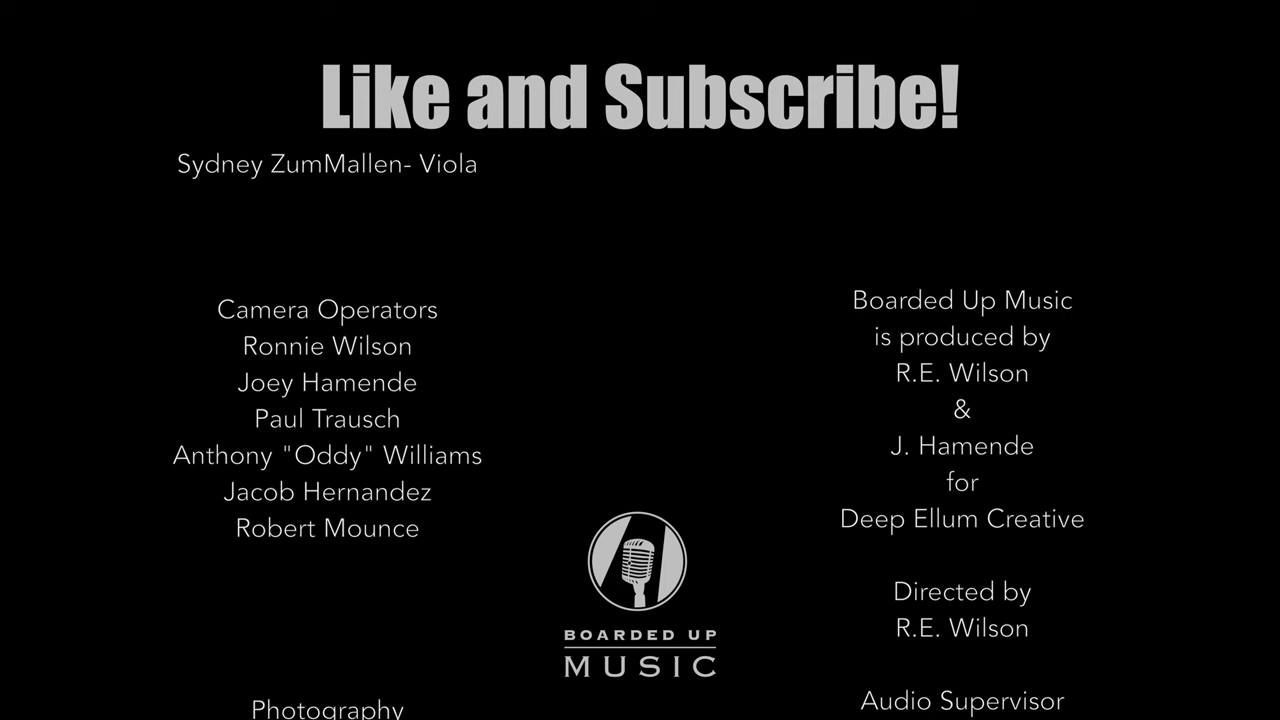 Like and Subscribe!
Sydney ZumMallen- Viola
Camera Operators
Ronnie Wilson
Joey Hamende
Paul Trausch
Anthony "Oddy" Williams
Jacob Hernandez
Robert Mounce
Photography
Boarded Up Music
is produced by
R.E. Wilson
&
J. Hamende
for
Deep Ellum Creative
Directed by
R.E. Wilson
Audio Supervisor
BOARDED UP
MUSIC